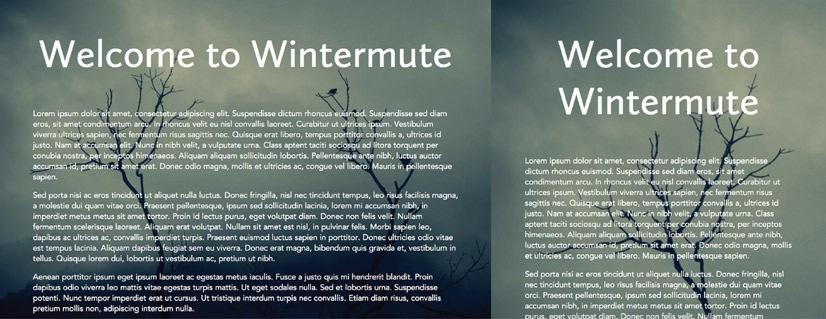 Welcome to Wintermute
Lorem ipsum dolor sit amet, consectetur adipiscing elit. Suspendisse dictum rhoncus euismod. Suspendisse sed diam
eros, sit amet condimentum arcu. In rhoncus velit eu nisl convallis laoreet. Curabitur ut ultrices ipsum. Vestibulum
viverra ultrices sapien, nec fermentum risus sagittis nec. Quisque erat libero, tempus porttitor convallis a, ultrices id
justo. Nam at tincidunt elit. Nunc in nibh velit, a vulputate urna. Class aptent taciti sociosqu ad litora torquent per
conubia nostra, per inceptos himenaeos. Aliquam aliquam sollicitudin lobortis. Pellentesque ante nibh, luctus auctor
accumsan id, pretium sit amet erat. Donec odio magna, mollis et ultricies ac, congue vel libero. Mauris in pellentesque
sapien.
Sed porta nisi ac eros tincidunt ut aliquet nulla luctus. Donec fringilla, nisl nec tincidunt tempus, leo risus facilisis magna,
a molestie dui quam vitae orci. Praesent pellentesque, ipsum sed sollicitudin lacinia, enim orci auctor nibh, in
imperdiet metus metus sit amet tortor. Proin id lectus purus, eget volutpat diam. Donec non felis velit. Nullam
fermentum scelerisque laoreet. Aliquam erat volutpat. Nullam sit amet est nisl, in pulvinar felis. Morbi sapien leo,
dapibus ac ultrices ac, convallis imperdiet turpis. Praesent euismod luctus sapien in porttitor. Donec ultricies odio vitae
est tempus lacinia. Aliquam dapibus feugiat sem eu viverra. Donec erat magna, bibendum quis gravida et, vestibulum in
tellus. Quisque lorem dui, lobortis ut vestibulum ac, pretium ut nibh.
Aenean porttitor ipsum eget ipsum laoreet ac egestas metus iaculis. Fusce a justo quis mi hendrerit blandit. Proin
dapibus odio viverra leo mattis vitae egestas turpis mattis. Ut eget sodales nulla. Sed et lobortis urna. Suspendisse
potenti. Nunc tempor imperdiet erat ut cursus. Ut tristique interdum turpis nec convallis. Etiam diam risus, convallis
pretium mollis non, adipiscing interdum nulla.
Welcome to
Wintermute
Lorem ipsum dolor sit amet, consectetur adipiscing elit. Suspendisse
dictum rhoncus euismod. Suspendisse sed diam eros, sit amet
condimentum arcu. In rhoncus velit eu nisl convallis laoreet. Curabitur ut
ultrices ipsum. Vestibulum viverra ultrices sapien, nec fermentum risus
sagittis nec. Quisque erat libero, tempus porttitor convallis a, ultrices id
justo. Nam at tincidunt elit. Nunc in nibh velit, a vulputate urna. Class
aptent taciti sociosqu ad litora torquent per conubia nostra, per inceptos
himenaeos. Aliquam aliquam sollicitudin lobortis. Pellentesque ante nibh,
luctus auctor accumsan id, pretium sit amet erat. Donec odio magna, mollis
et ultricies ac, congue vel libero. Mauris in pellentesque sapien.
Sed porta nisi ac eros tincidunt ut aliquet nulla luctus. Donec fringilla, nisl
nec tincidunt tempus, leo risus facilisis magna, a molestie dui quam vitae
orci. Praesent pellentesque, ipsum sed sollicitudin lacinia, enim orci
auctor nibh, in imperdiet metus metus sit amet tortor. Proin id lectus
purus, eget volutpat diam. Donec non felis velit. Nullam fermentum